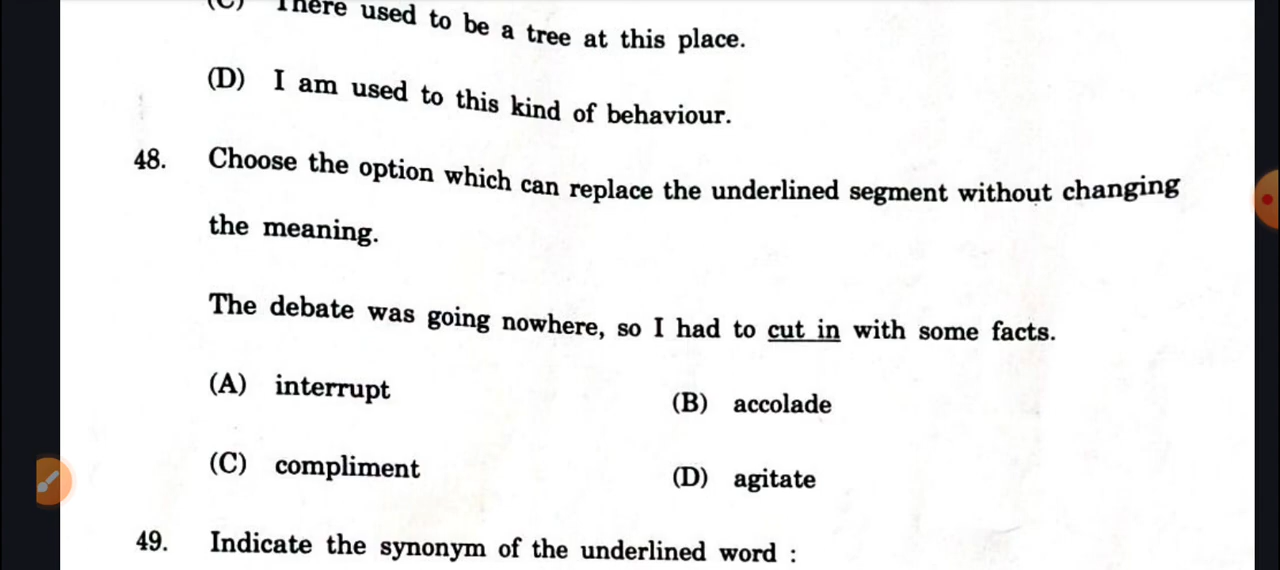 (C) There used to be a tree at this place.
(D) I am used to this kind of behaviour.
48. Choose the option which can replace the underlined segment without changing
the meaning.
The debate was going nowhere, so I had to cut in with some facts.
(A) interrupt (B) accolade
(C) compliment (D) agitate
49. Indicate the synonym of the underlined word :